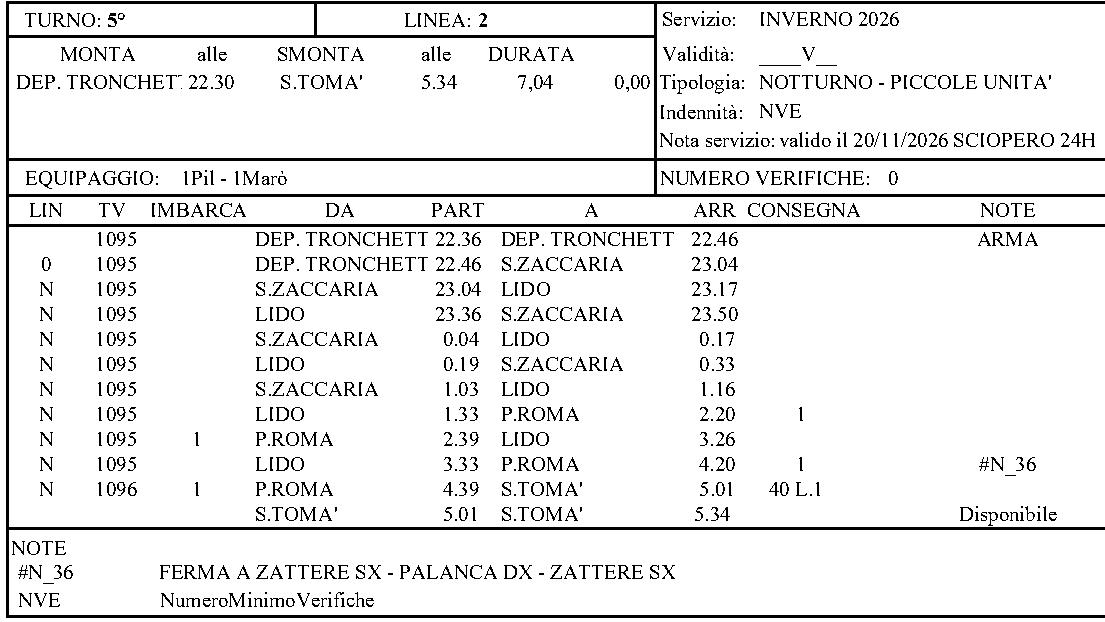 TURNO: 5° LINEA: 2 Servizio: INVERNO 2026
MONTA alle SMONTA alle DURATA Validità: ____V__
DEP. TRONCHETT 22.30 S.TOMA' 5.34 7,04 0,00 Tipologia: NOTTURNO - PICCOLE UNITA'
Indennità: NVE
Nota servizio: valido il 20/11/2026 SCIOPERO 24H
EQUIPAGGIO: 1Pil - 1Marò NUMERO VERIFICHE: 0
LIN TV IMBARCA DA PART A ARR CONSEGNA NOTE
1095 DEP. TRONCHETT 22.36 DEP. TRONCHETT 22.46 ARMA
0 1095 DEP. TRONCHETT 22.46 S.ZACCARIA 23.04
N 1095 S.ZACCARIA 23.04 LIDO 23.17
N 1095 LIDO 23.36 S.ZACCARIA 23.50
N 1095 S.ZACCARIA 0.04 LIDO 0.17
N 1095 LIDO 0.19 S.ZACCARIA 0.33
N 1095 S.ZACCARIA 1.03 LIDO 1.16
N 1095 LIDO 1.33 P.ROMA 2.20 1
N 1095 1 P.ROMA 2.39 LIDO 3.26
N 1095 LIDO 3.33 P.ROMA 4.20 1 #N_36
N 1096 1 P.ROMA 4.39 S.TOMA' 5.01 40 L.1
S.TOMA' 5.01 S.TOMA' 5.34 Disponibile
NOTE
#N_36 FERMA A ZATTERE SX - PALANCA DX - ZATTERE SX
NVE NumeroMinimoVerifiche